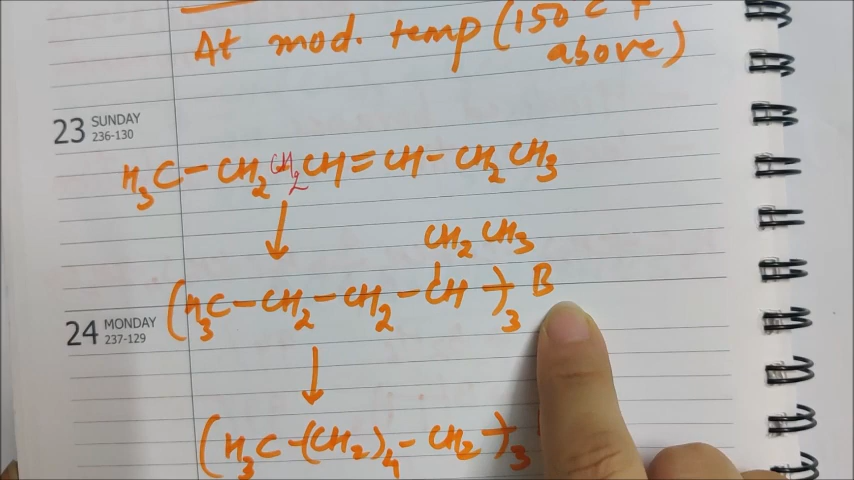 At mod. temp (150°C +
above)
23 SUNDAY
236-130
H3C-CH2CH2CH=CH-CH2CH3
CH2CH3
(H3C-CH2-CH2-CH-)3B
24 MONDAY
237-129
(H3C-(CH2)4-CH2-)3